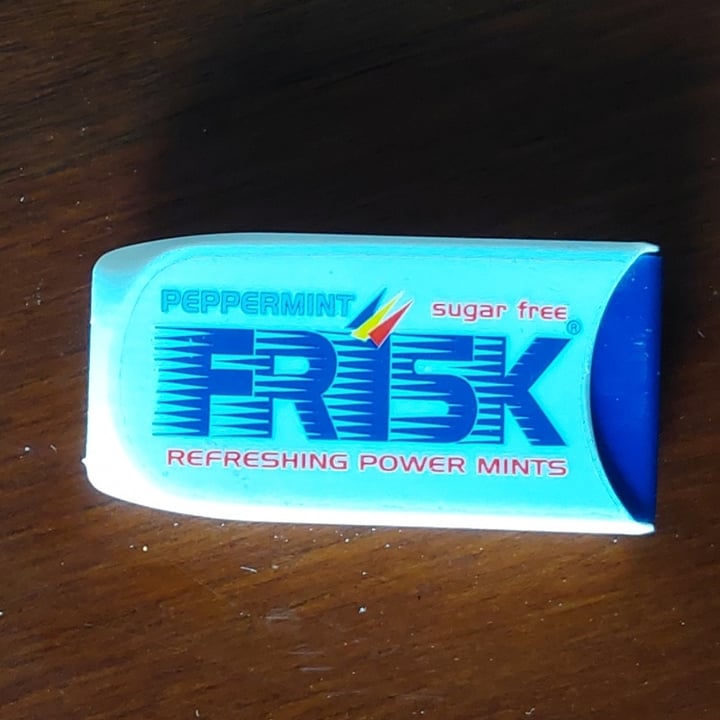 PEPPERMINT sugar free
FRISK®
REFRESHING POWER MINTS